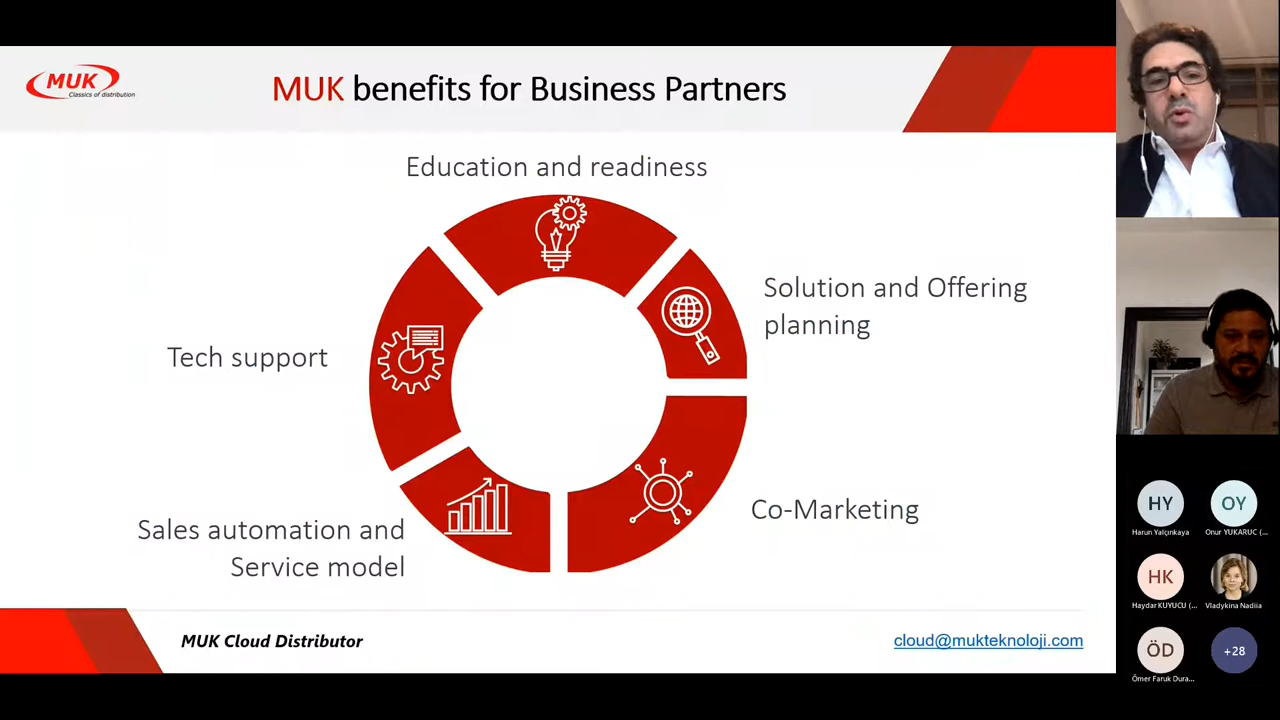 MUK
Classics of distribution
MUK benefits for Business Partners
Education and readiness
Solution and Offering
planning
Tech support
Co-Marketing
Sales automation and
Service model
MUK Cloud Distributor
cloud@mukteknoloji.com
HY
Harun Yalçınkaya
OY
Onur YUKARUC (...
HK
Haydar KUYUCU (...
Vladykina Nadiia
ÖD
Ömer Faruk Dura...
+28